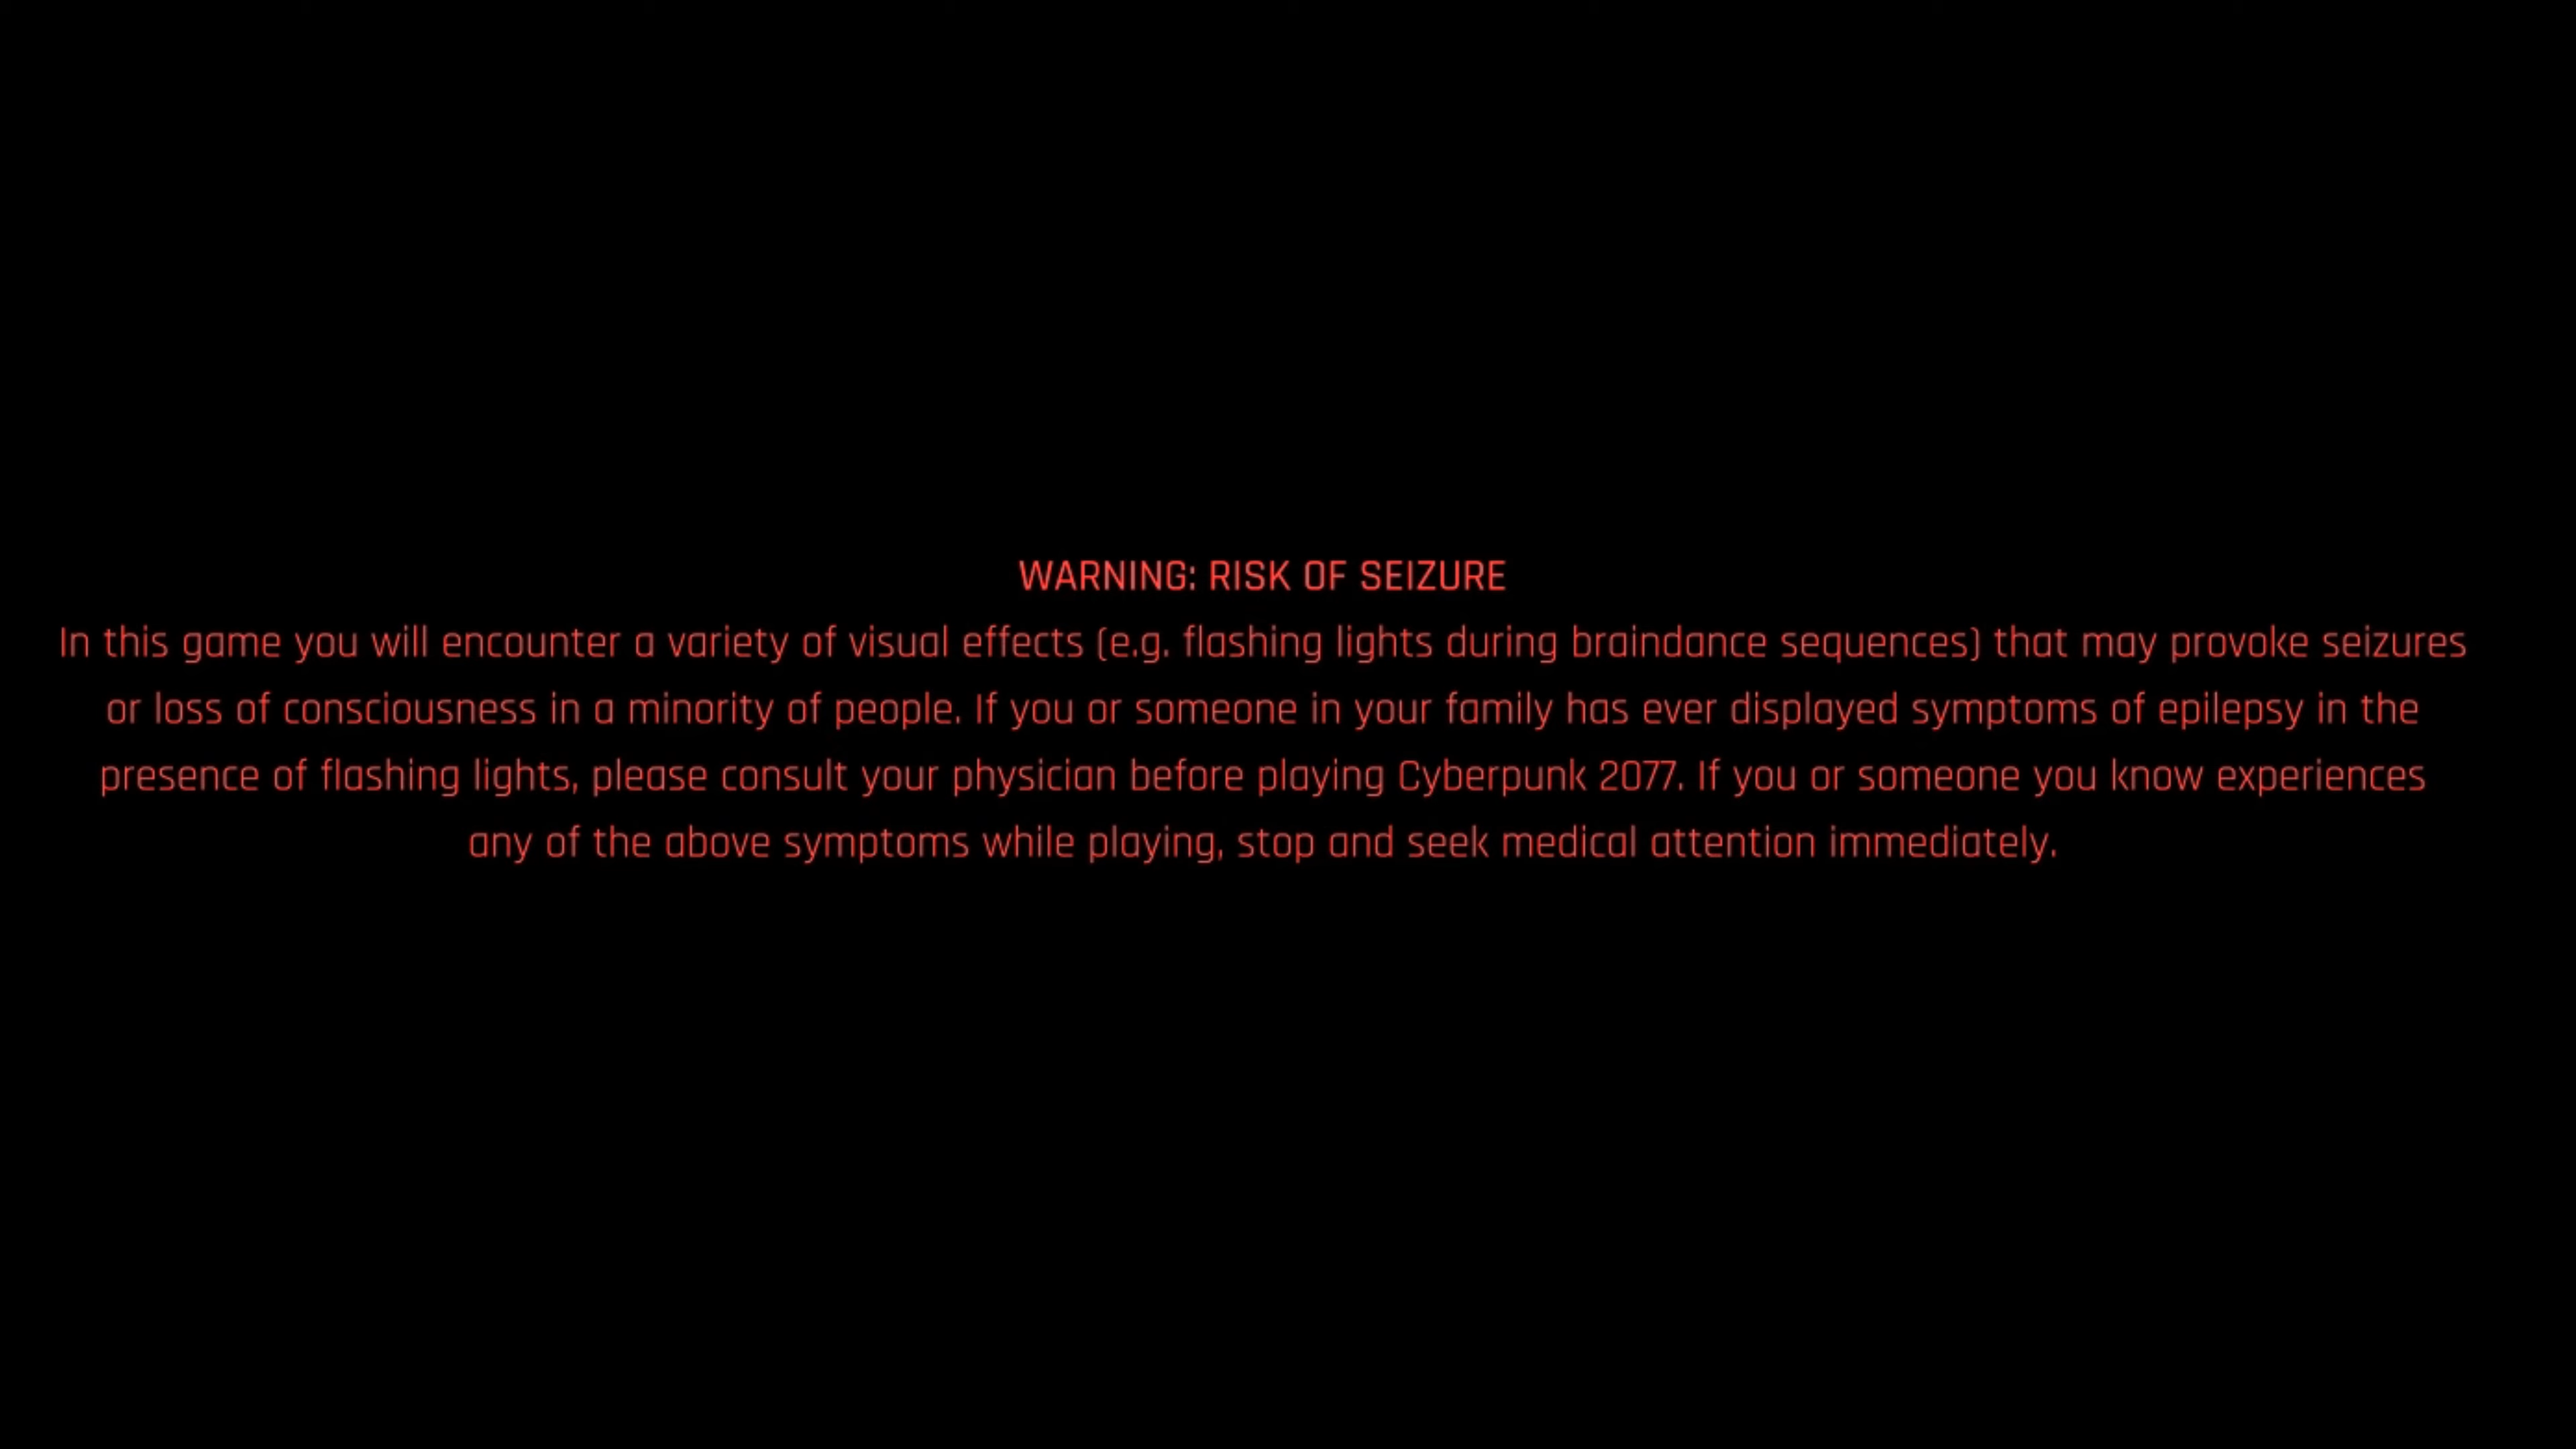 WARNING: RISK OF SEIZURE
In this game you will encounter a variety of visual effects (e.g. flashing lights during braindance sequences) that may provoke seizures
or loss of consciousness in a minority of people. If you or someone in your family has ever displayed symptoms of epilepsy in the
presence of flashing lights, please consult your physician before playing Cyberpunk 2077. If you or someone you know experiences
any of the above symptoms while playing, stop and seek medical attention immediately.